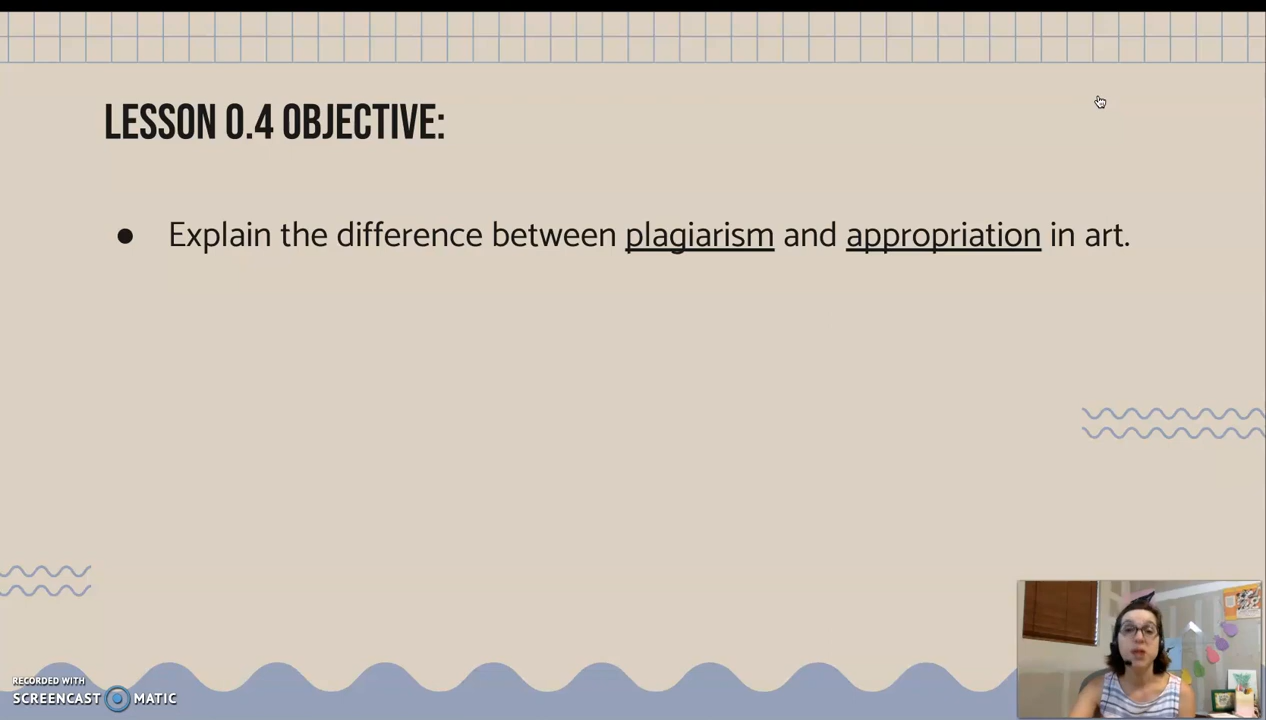 LESSON 0.4 OBJECTIVE:
● Explain the difference between plagiarism and appropriation in art.
RECORDED WITH
SCREENCAST MATIC